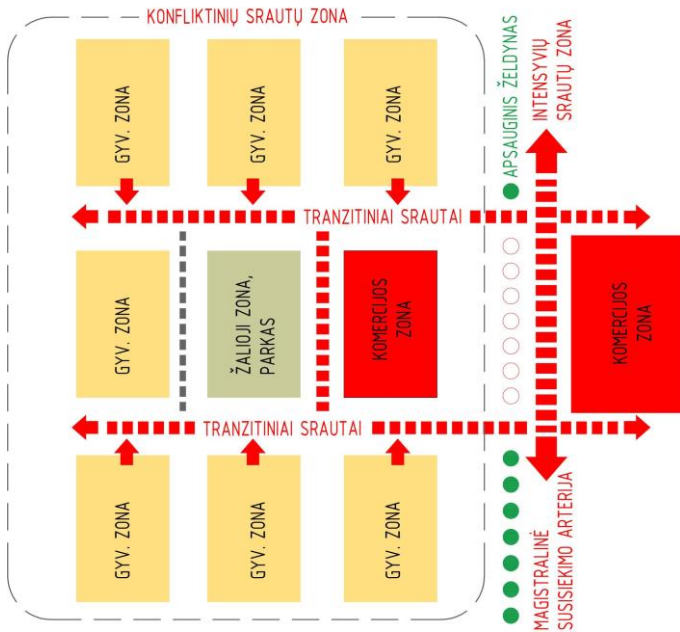 KONFLIKTINIŲ SRAUTŲ ZONA
GYV. ZONA
GYV. ZONA
GYV. ZONA
APSAUGINIS ŽELDYNAS
INTENSYVIŲ
SRAUTŲ ZONA
TRANZITINIAI SRAUTAI
GYV. ZONA
ŽALIOJI ZONA,
PARKAS
KOMERCIJOS
ZONA
KOMERCIJOS
ZONA
TRANZITINIAI SRAUTAI
GYV. ZONA
GYV. ZONA
GYV. ZONA
MAGISTRALINĖ
SUSISIEKIMO ARTERIJA